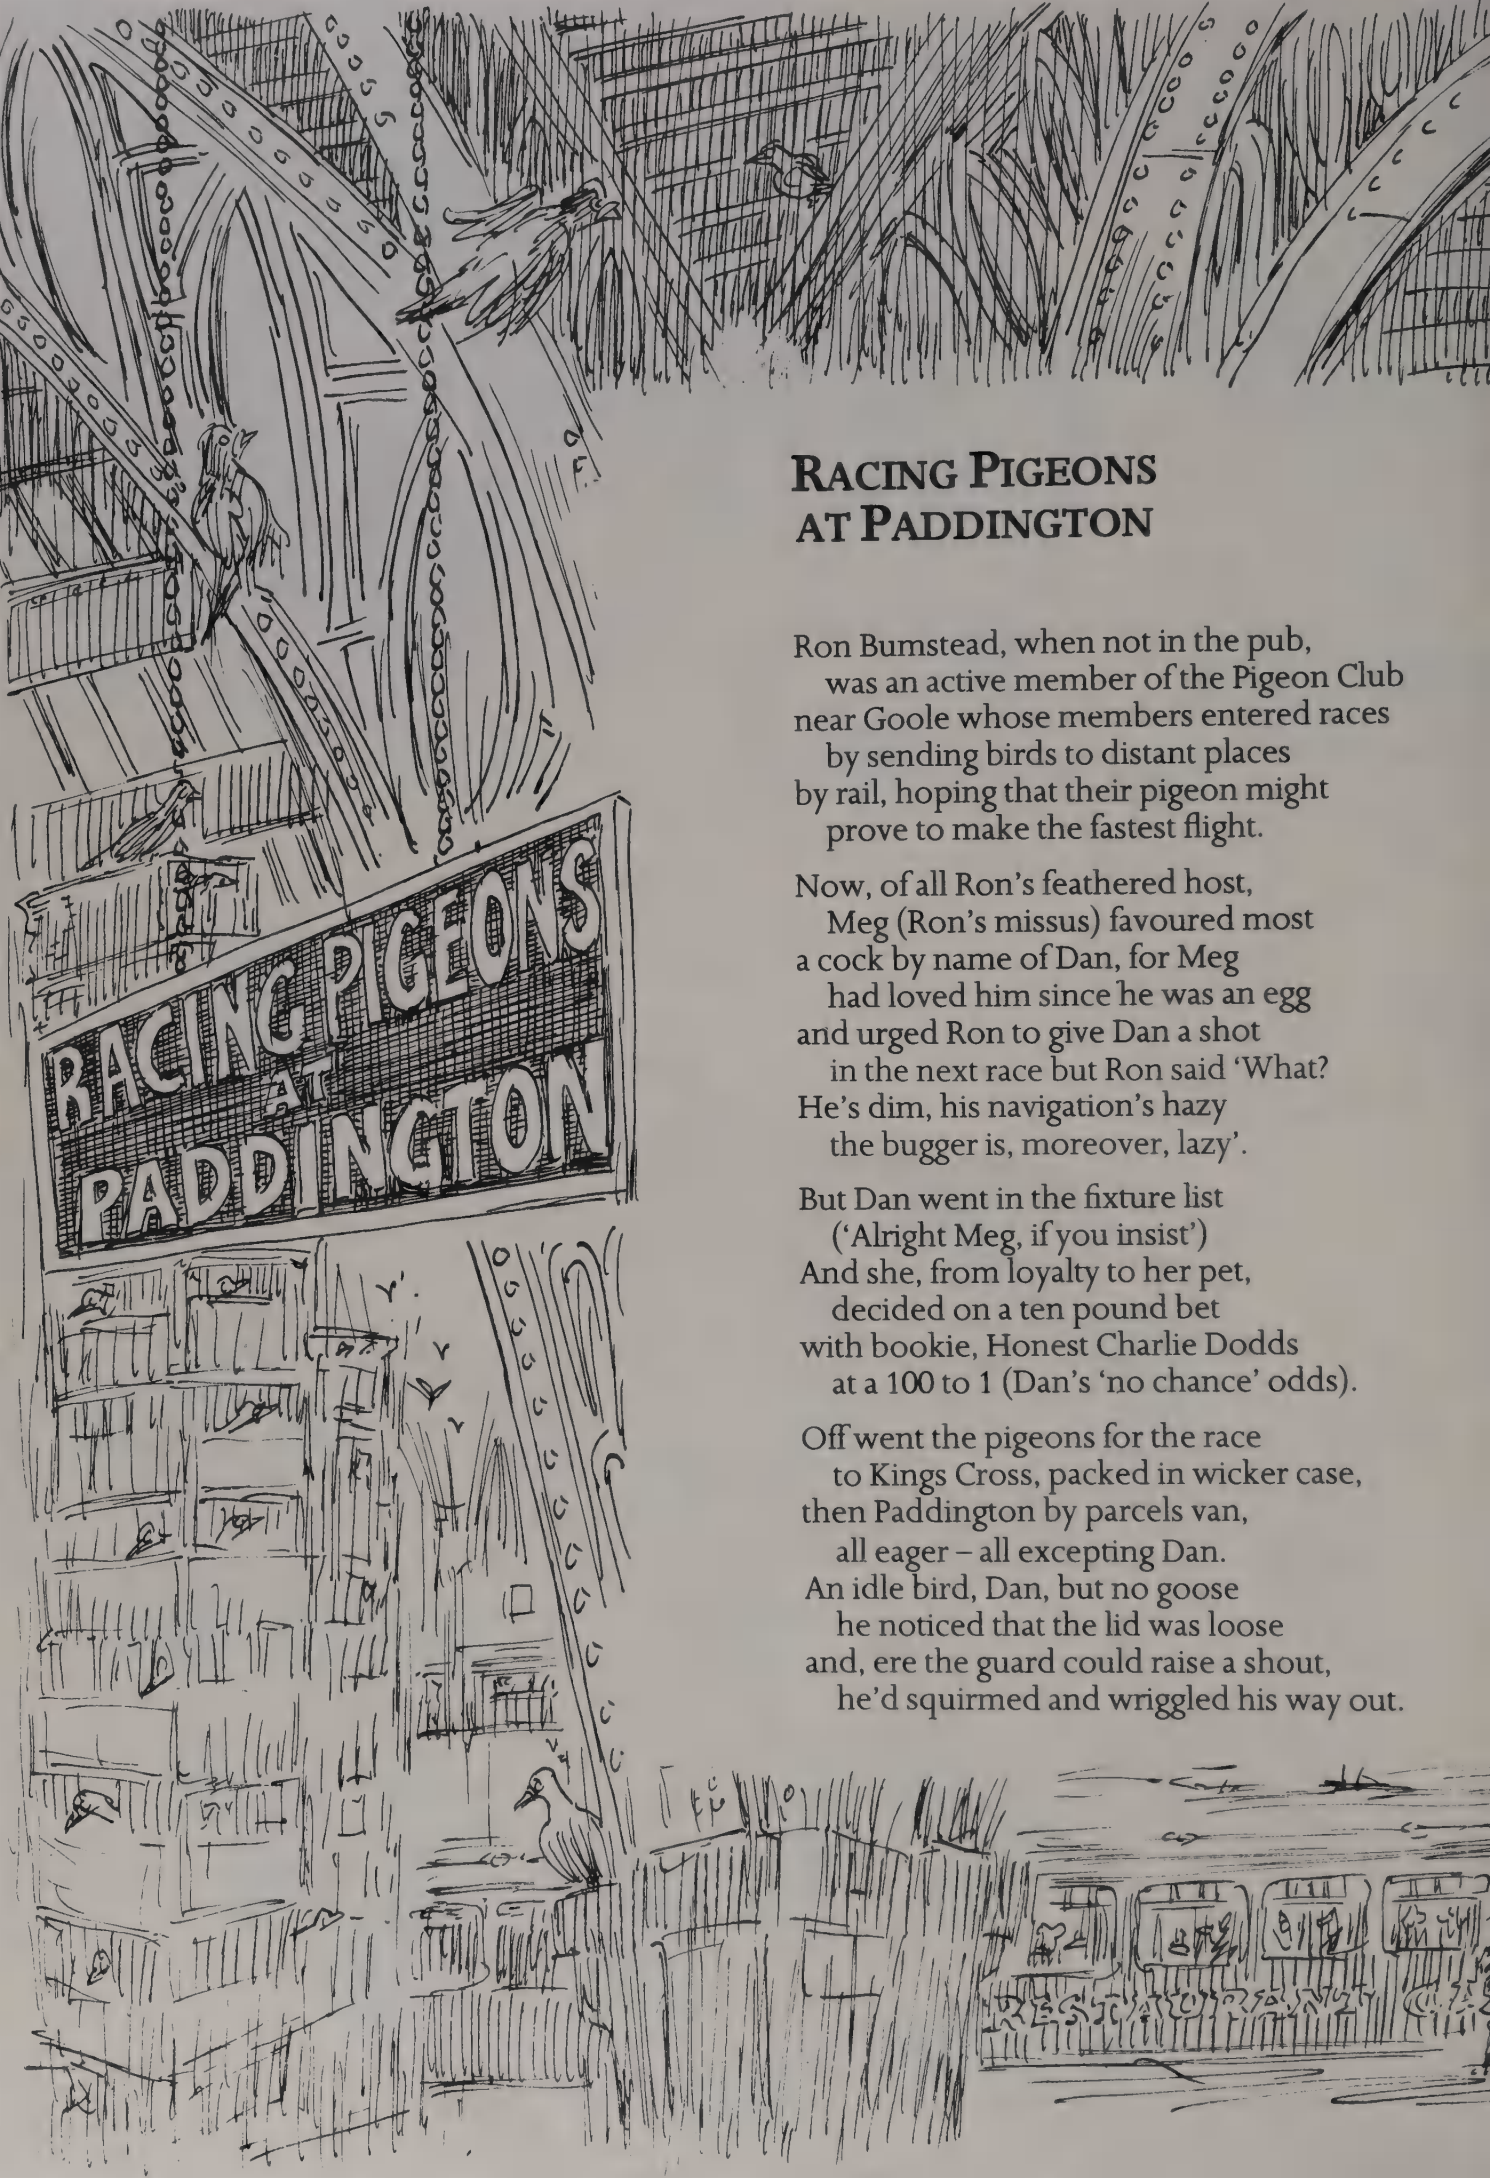 RACING PIGEONS
AT PADDINGTON
Ron Bumstead, when not in the pub,
was an active member of the Pigeon Club
near Goole whose members entered races
by sending birds to distant places
by rail, hoping that their pigeon might
prove to make the fastest flight.
Now, of all Ron's feathered host,
Meg (Ron's missus) favoured most
a cock by name of Dan, for Meg
had loved him since he was an egg
and urged Ron to give Dan a shot
in the next race but Ron said ‘What?
He's dim, his navigation's hazy
the bugger is, moreover, lazy’.
But Dan went in the fixture list
(‘Alright Meg, if you insist’)
And she, from loyalty to her pet,
decided on a ten pound bet
with bookie, Honest Charlie Dodds
at a 100 to 1 (Dan's ‘no chance’ odds).
Off went the pigeons for the race
to Kings Cross, packed in wicker case,
then Paddington by parcels van,
all eager – all excepting Dan.
An idle bird, Dan, but no goose
he noticed that the lid was loose
and, ere the guard could raise a shout,
he'd squirmed and wriggled his way out.
RACING PIGEONS
AT
PADDINGTON
RESTAURANT